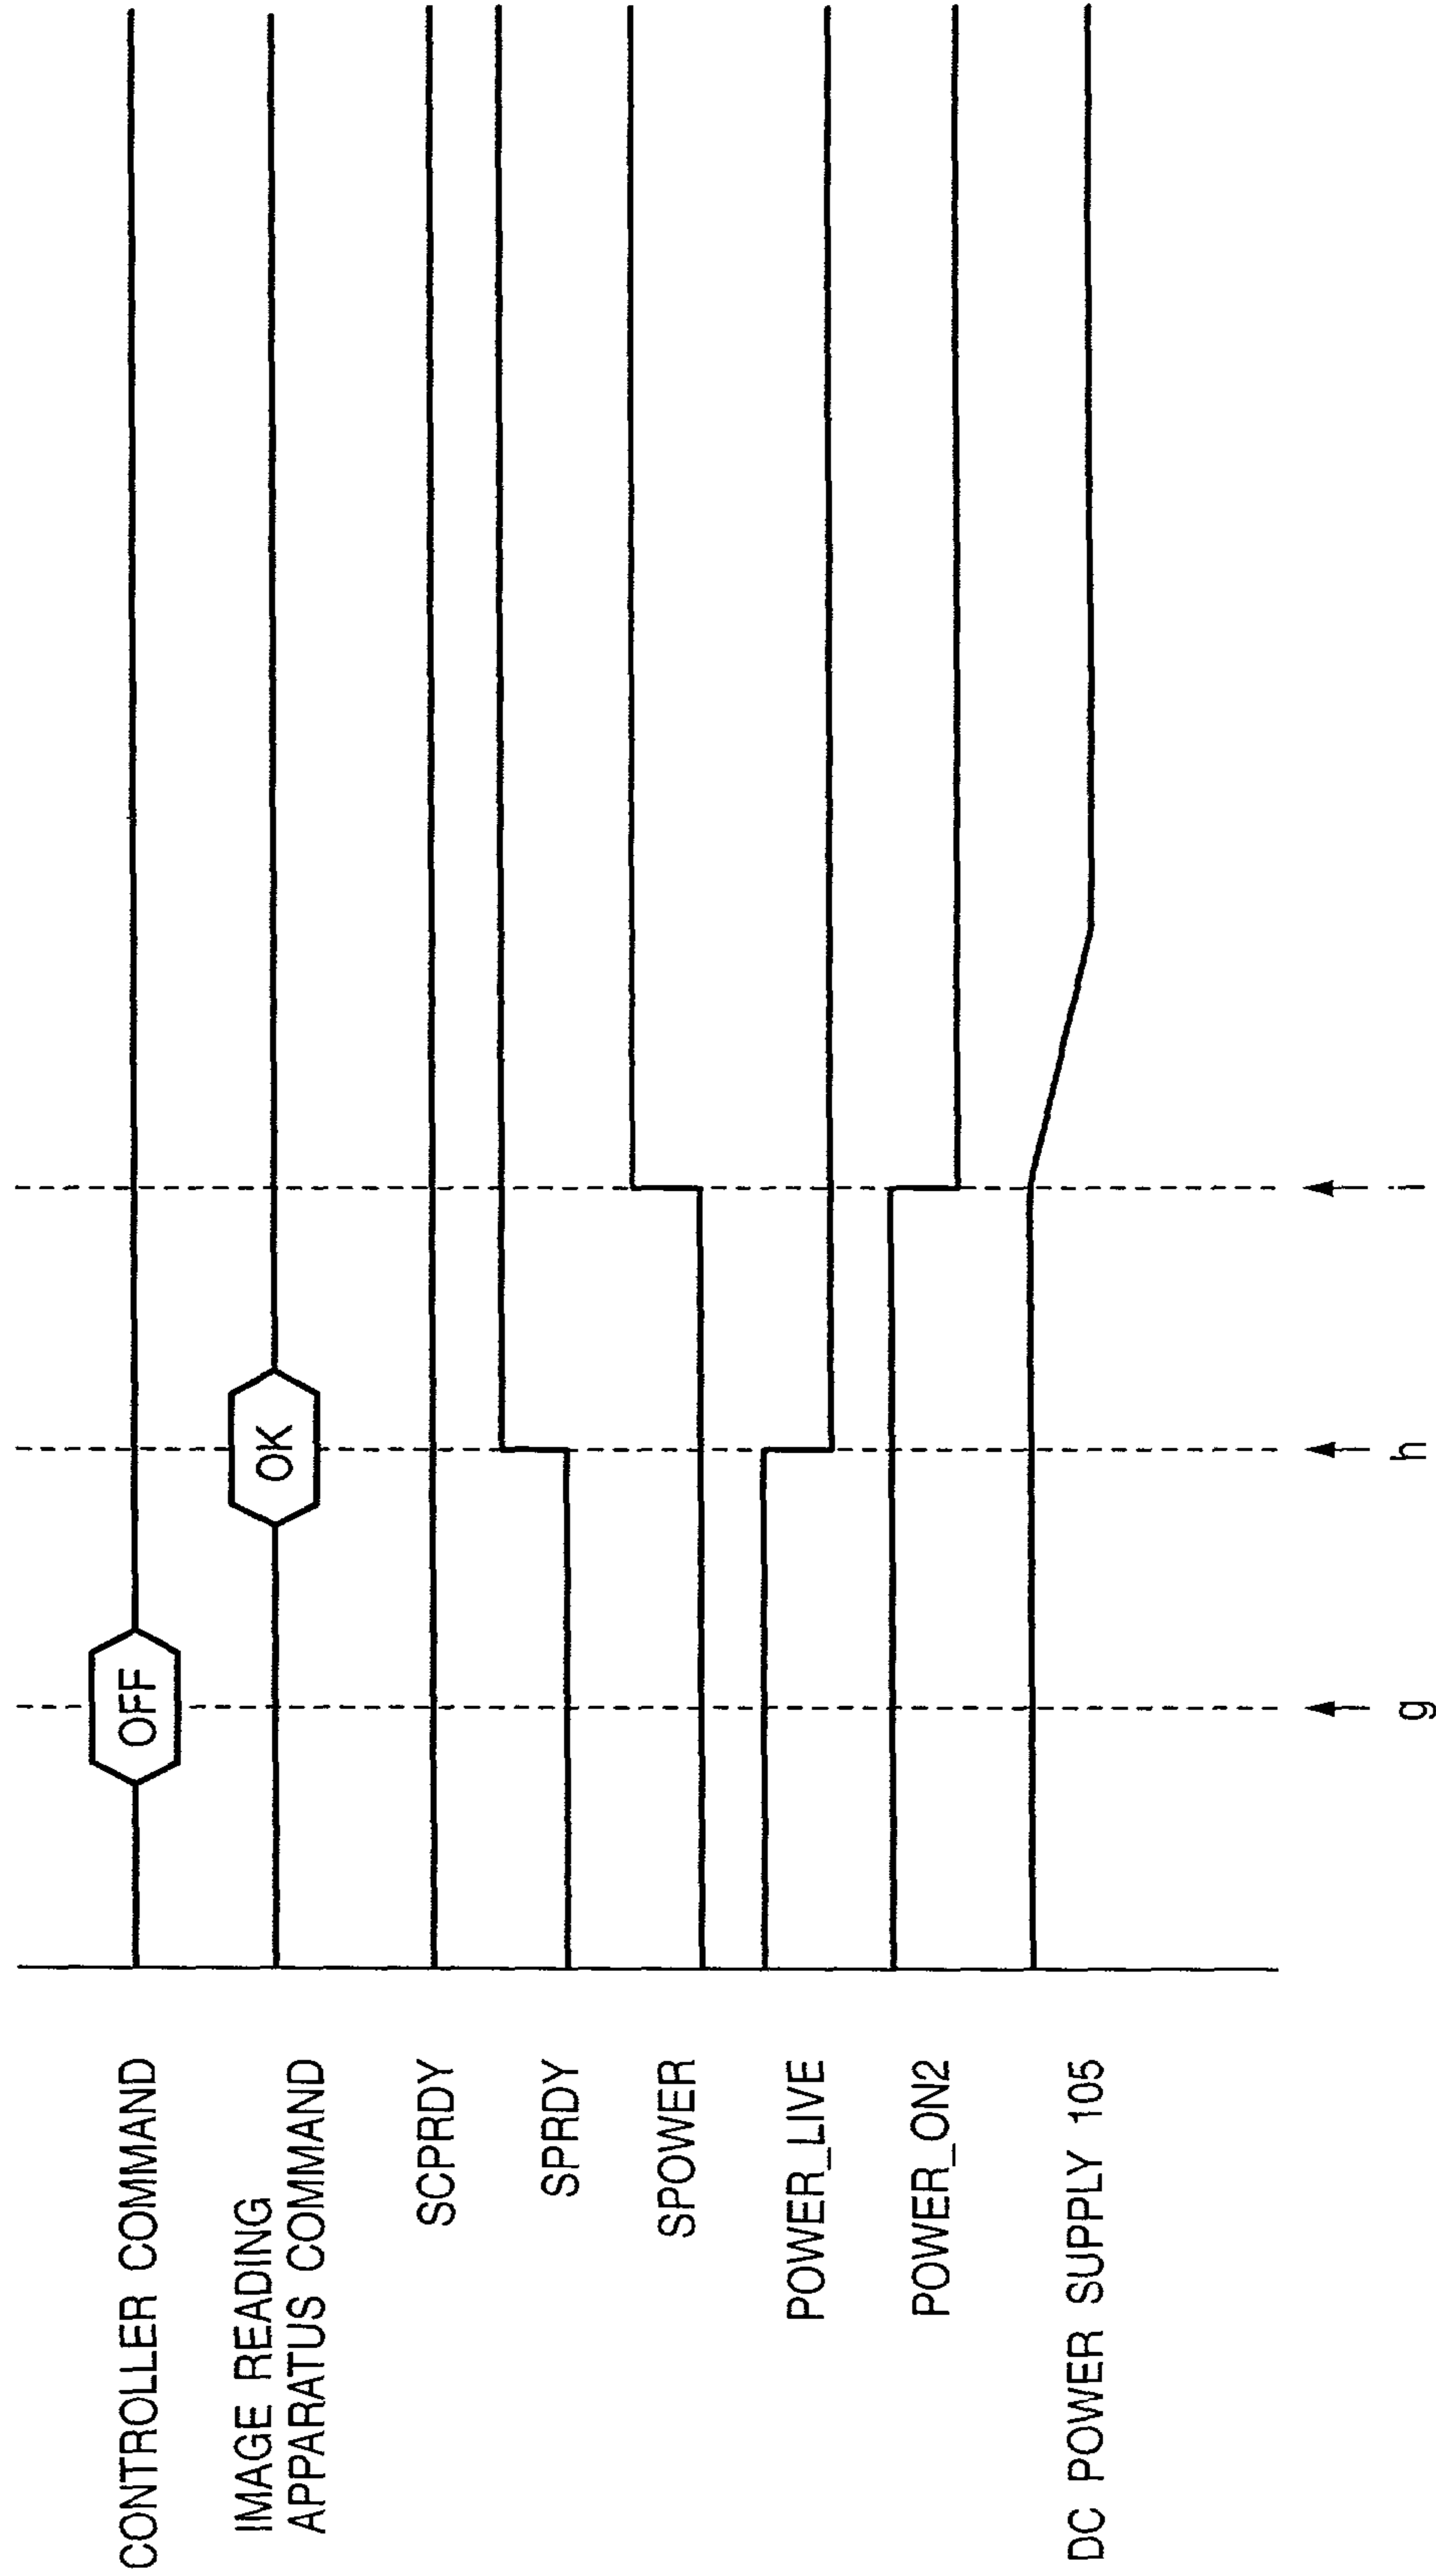 CONTROLLER COMMAND
OFF
IMAGE READING
APPARATUS COMMAND
OK
SCPRDY
SPRDY
SPOWER
POWER_LIVE
POWER_ON2
DC POWER SUPPLY 105
g
h
i